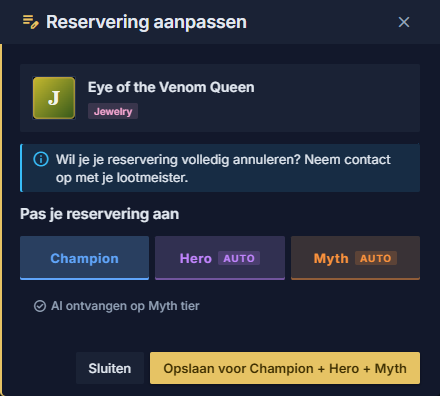 Reservering aanpassen
J
Eye of the Venom Queen
Jewelry
Wil je je reservering volledig annuleren? Neem contact
op met je lootmeister.
Pas je reservering aan
Champion Hero AUTO Myth AUTO
Al ontvangen op Myth tier
Sluiten Opslaan voor Champion + Hero + Myth